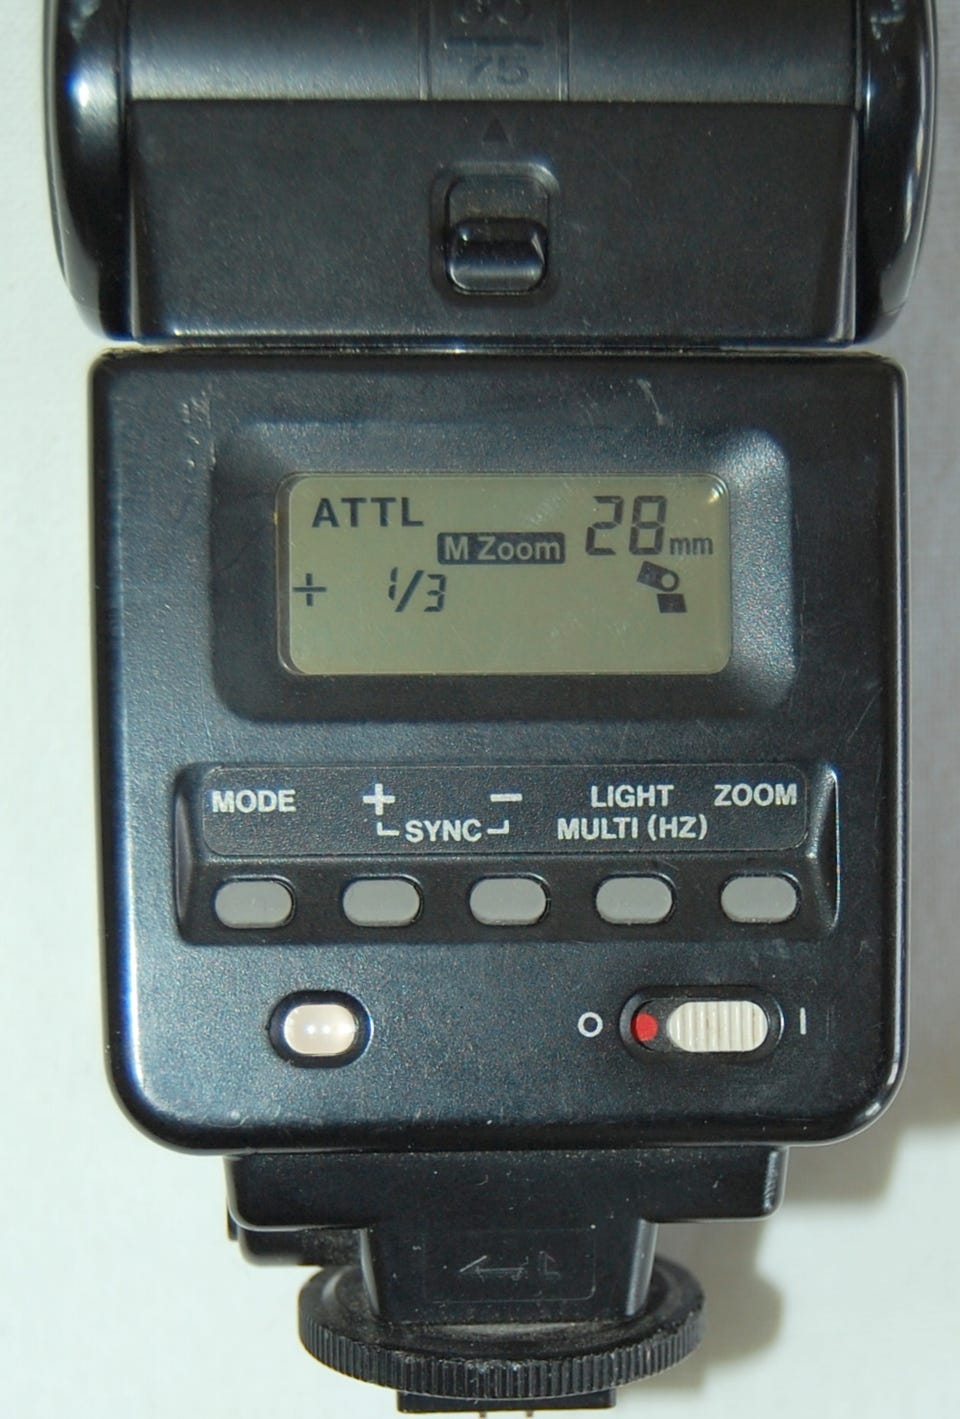 75
ATTL
28mm
M Zoom
+ 1/3
MODE + - LIGHT ZOOM
SYNC MULTI (HZ)
O I
L